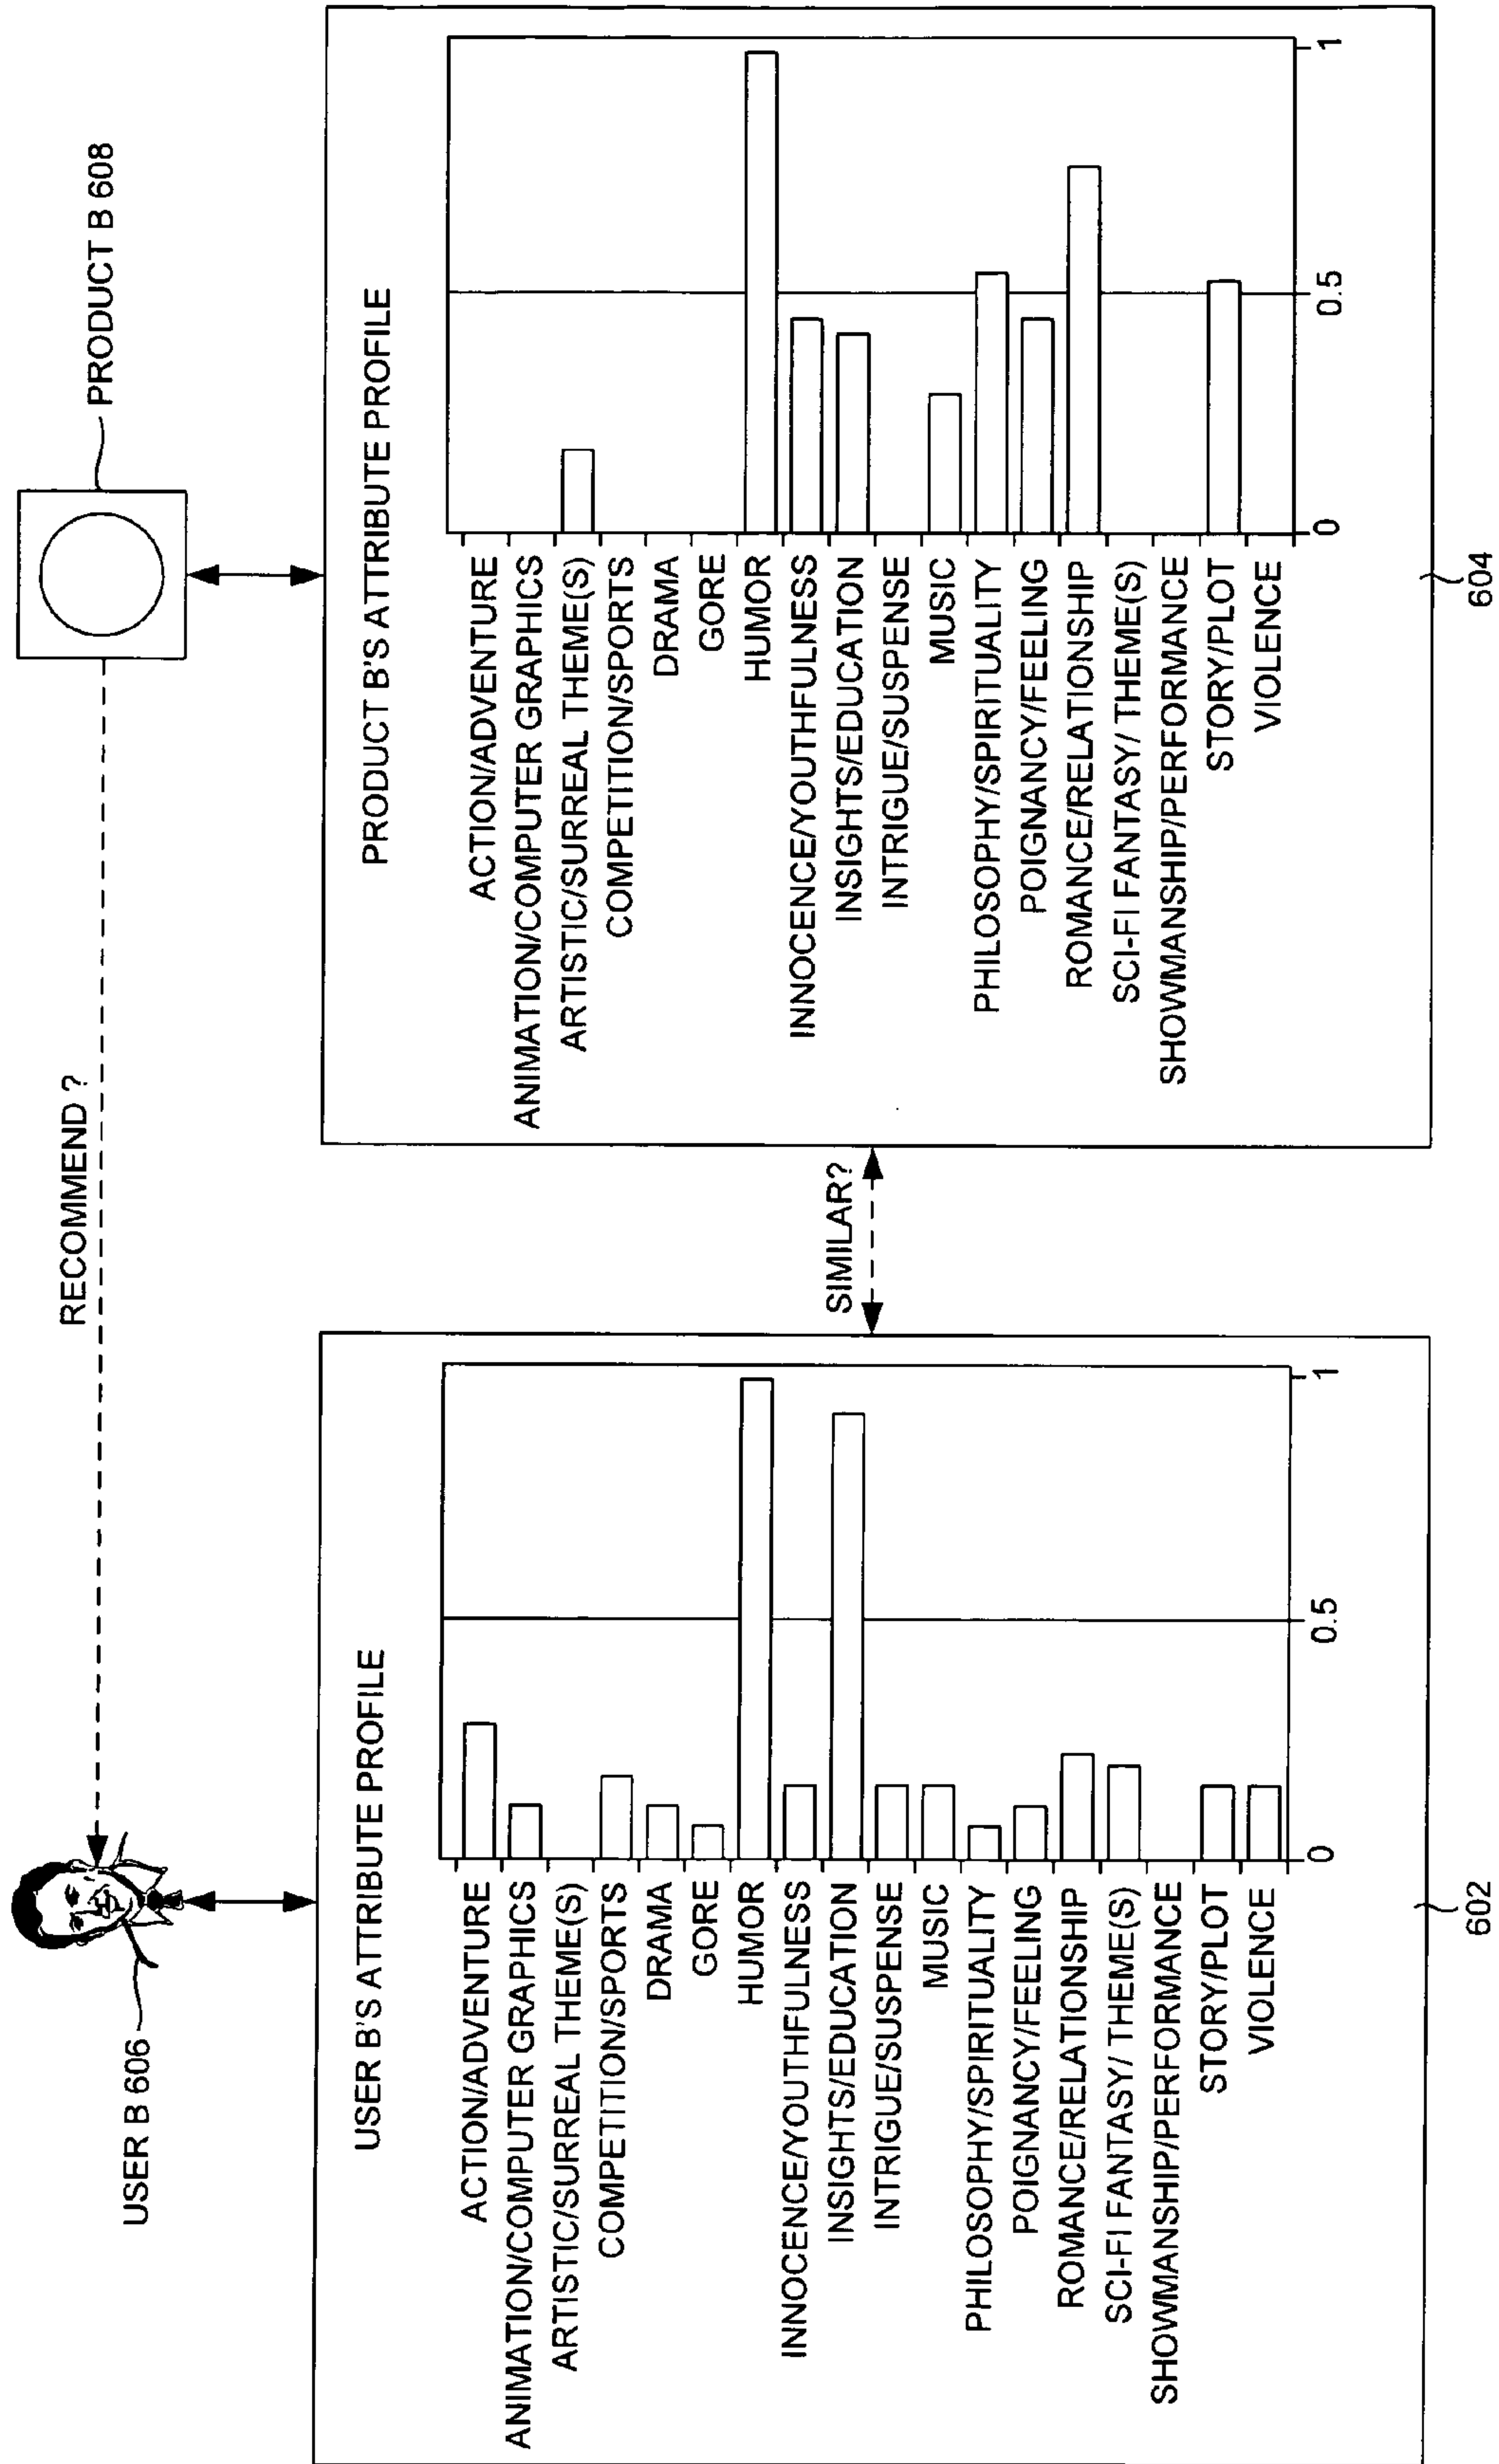 RECOMMEND ?
USER B 606
PRODUCT B 608
USER B'S ATTRIBUTE PROFILE
ACTION/ADVENTURE
ANIMATION/COMPUTER GRAPHICS
ARTISTIC/SURREAL THEME(S)
COMPETITION/SPORTS
DRAMA
GORE
HUMOR
INNOCENCE/YOUTHFULNESS
INSIGHTS/EDUCATION
INTRIGUE/SUSPENSE
MUSIC
PHILOSOPHY/SPIRITUALITY
POIGNANCY/FEELING
ROMANCE/RELATIONSHIP
SCI-FI FANTASY/ THEME(S)
SHOWMANSHIP/PERFORMANCE
STORY/PLOT
VIOLENCE
0 0.5 1
602
SIMILAR?
PRODUCT B'S ATTRIBUTE PROFILE
ACTION/ADVENTURE
ANIMATION/COMPUTER GRAPHICS
ARTISTIC/SURREAL THEME(S)
COMPETITION/SPORTS
DRAMA
GORE
HUMOR
INNOCENCE/YOUTHFULNESS
INSIGHTS/EDUCATION
INTRIGUE/SUSPENSE
MUSIC
PHILOSOPHY/SPIRITUALITY
POIGNANCY/FEELING
ROMANCE/RELATIONSHIP
SCI-FI FANTASY/ THEME(S)
SHOWMANSHIP/PERFORMANCE
STORY/PLOT
VIOLENCE
0 0.5 1
604